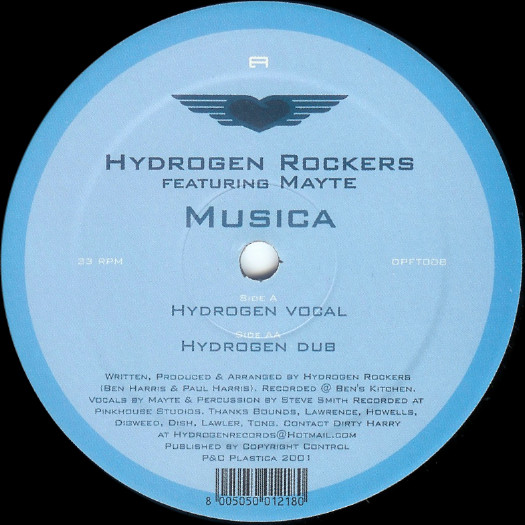 A
Hydrogen Rockers
featuring Mayte
Musica
33 RPM
OPFT008
Side A
Hydrogen vocal
Side AA
Hydrogen dub
Written, Produced & Arranged by Hydrogen Rockers
(Ben Harris & Paul Harris). Recorded @ Ben's Kitchen.
Vocals by Mayte & Percussion by Steve Smith Recorded at
Pinkhouse Studios. Thanks Bounds, Lawrence, Howells,
Digweed, Dish, Lawler, Tong. Contact Dirty Harry
at Hydrogenrecords@Hotmail.com
Published by Copyright Control
P&C Plastica 2001
8 005050 012180